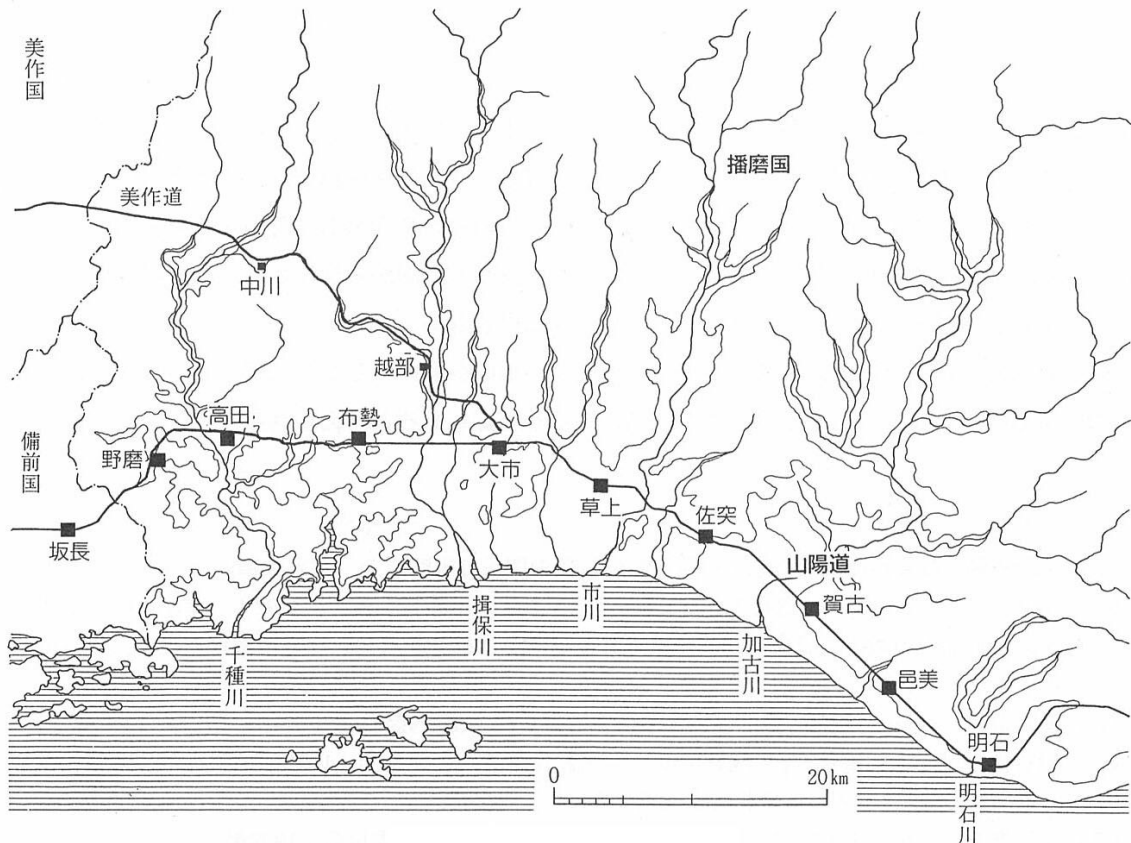 美作国
播磨国
美作道
中川
越部
高田
布勢
野磨
大市
備前国
草上
坂長
佐突
山陽道
賀古
揖保川
市川
加古川
千種川
邑美
明石
明石川
0
20km